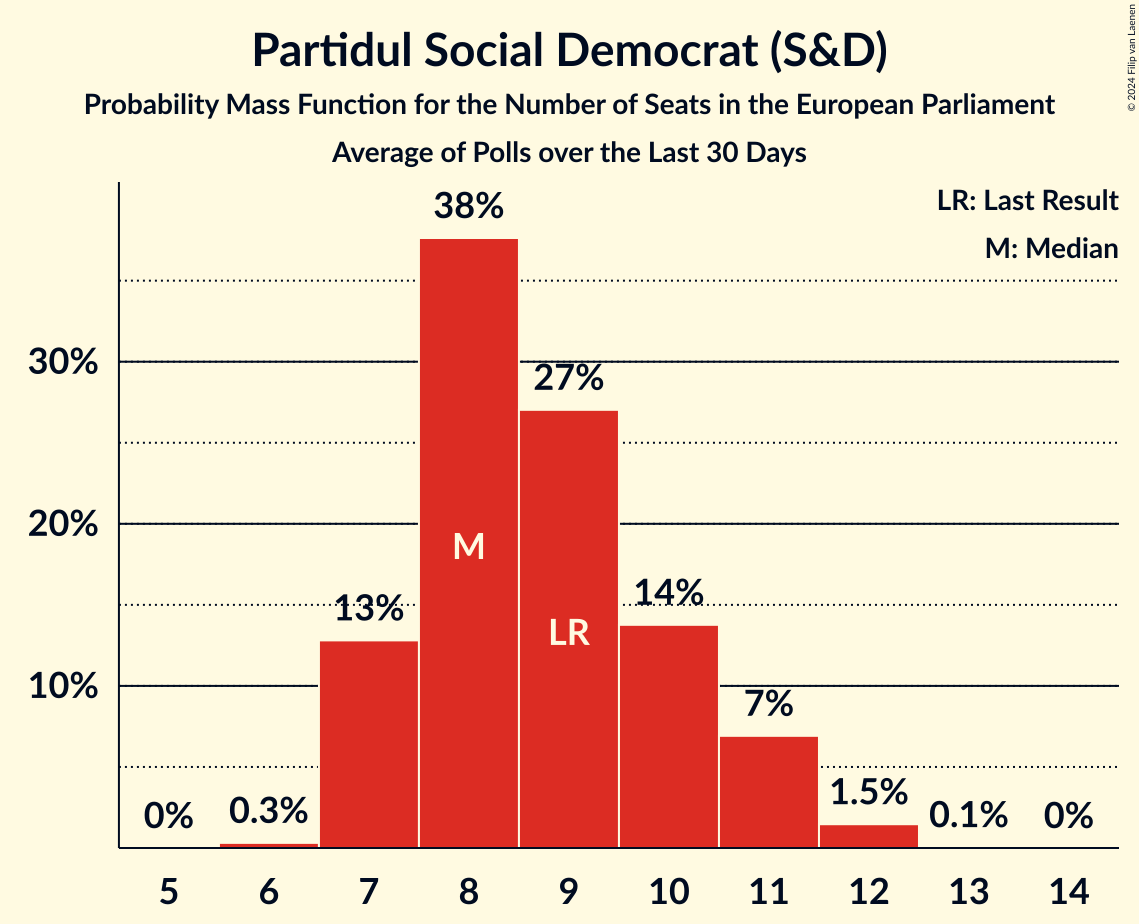 Partidul Social Democrat (S&D)
Probability Mass Function for the Number of Seats in the European Parliament
Average of Polls over the Last 30 Days
© 2024 Filip van Laenen
LR: Last Result
M: Median
38%
30%
27%
20%
M
14%
13%
LR
10%
7%
1.5%
0% 0.3% 0.1% 0%
5 6 7 8 9 10 11 12 13 14